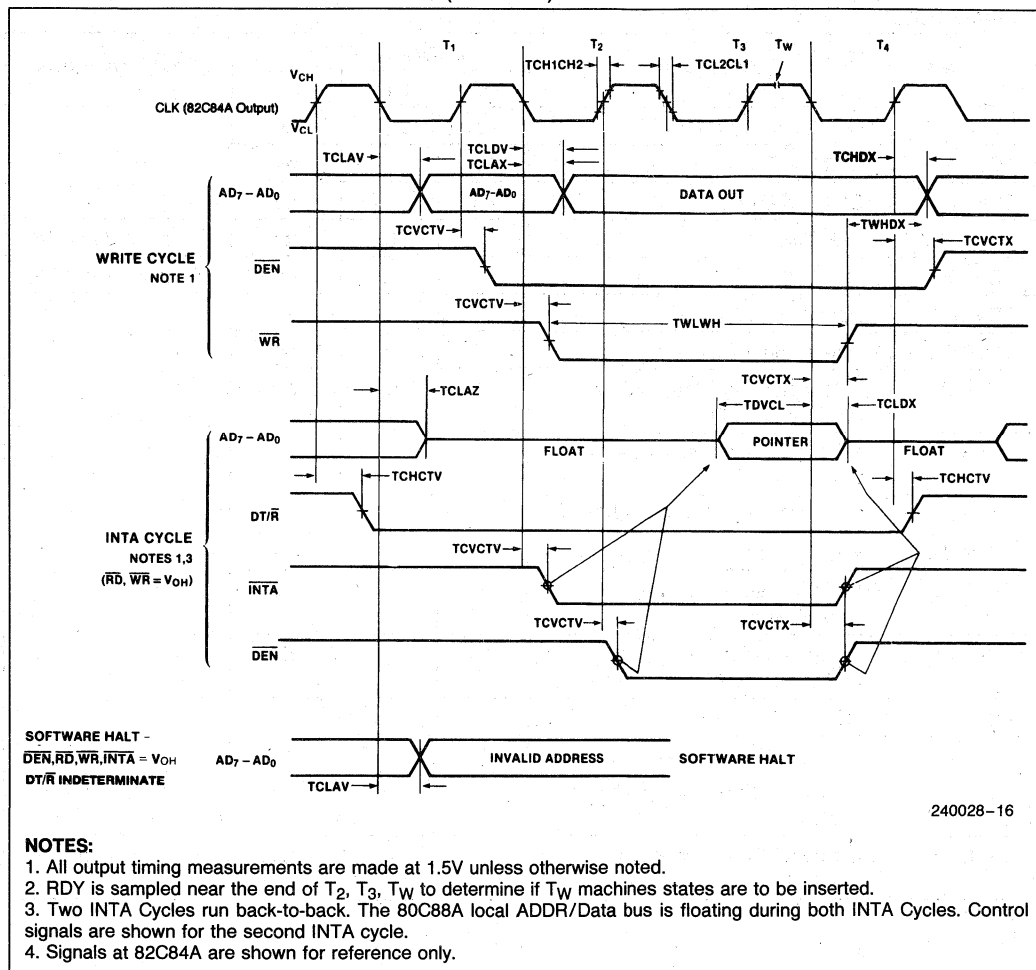 T1 T2 T3 TW T4
TCH1CH2 TCL2CL1
VCH
CLK (82C84A Output)
VCL
TCLAV TCLDV TCHDX
TCLAX
AD7–AD0 AD7–AD0 DATA OUT
TWHDX
TCVCTV TCVCTX
WRITE CYCLE
NOTE 1
DEN
TCVCTV
TWLWH
WR
TCVCTX
TCLAZ TDVCL TCLDX
AD7–AD0 FLOAT POINTER FLOAT
TCHCTV TCHCTV
DT/R
INTA CYCLE
NOTES 1,3
(RD, WR = VOH)
TCVCTV
INTA
TCVCTV TCVCTX
DEN
SOFTWARE HALT –
DEN,RD,WR,INTA = VOH
DT/R INDETERMINATE
AD7–AD0 INVALID ADDRESS SOFTWARE HALT
TCLAV
240028–16
NOTES:
1. All output timing measurements are made at 1.5V unless otherwise noted.
2. RDY is sampled near the end of T2, T3, TW to determine if TW machines states are to be inserted.
3. Two INTA Cycles run back-to-back. The 80C88A local ADDR/Data bus is floating during both INTA Cycles. Control
signals are shown for the second INTA cycle.
4. Signals at 82C84A are shown for reference only.